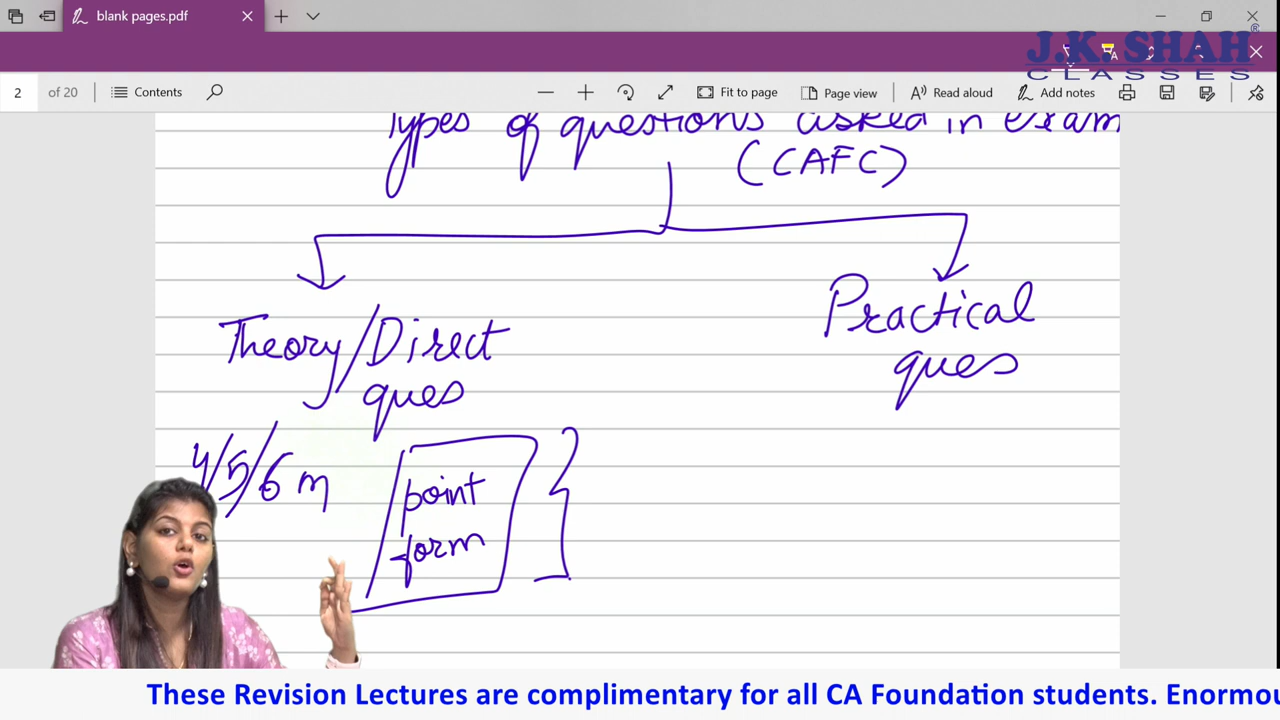 blank pages.pdf
J.K. SHAH®
CLASSES
2 of 20 Contents Fit to page Page view Read aloud Add notes
Types of questions asked in exam
(CAFC)
Theory/Direct
ques
Practical
ques
4/5/6 m
point
form
These Revision Lectures are complimentary for all CA Foundation students. Enormou